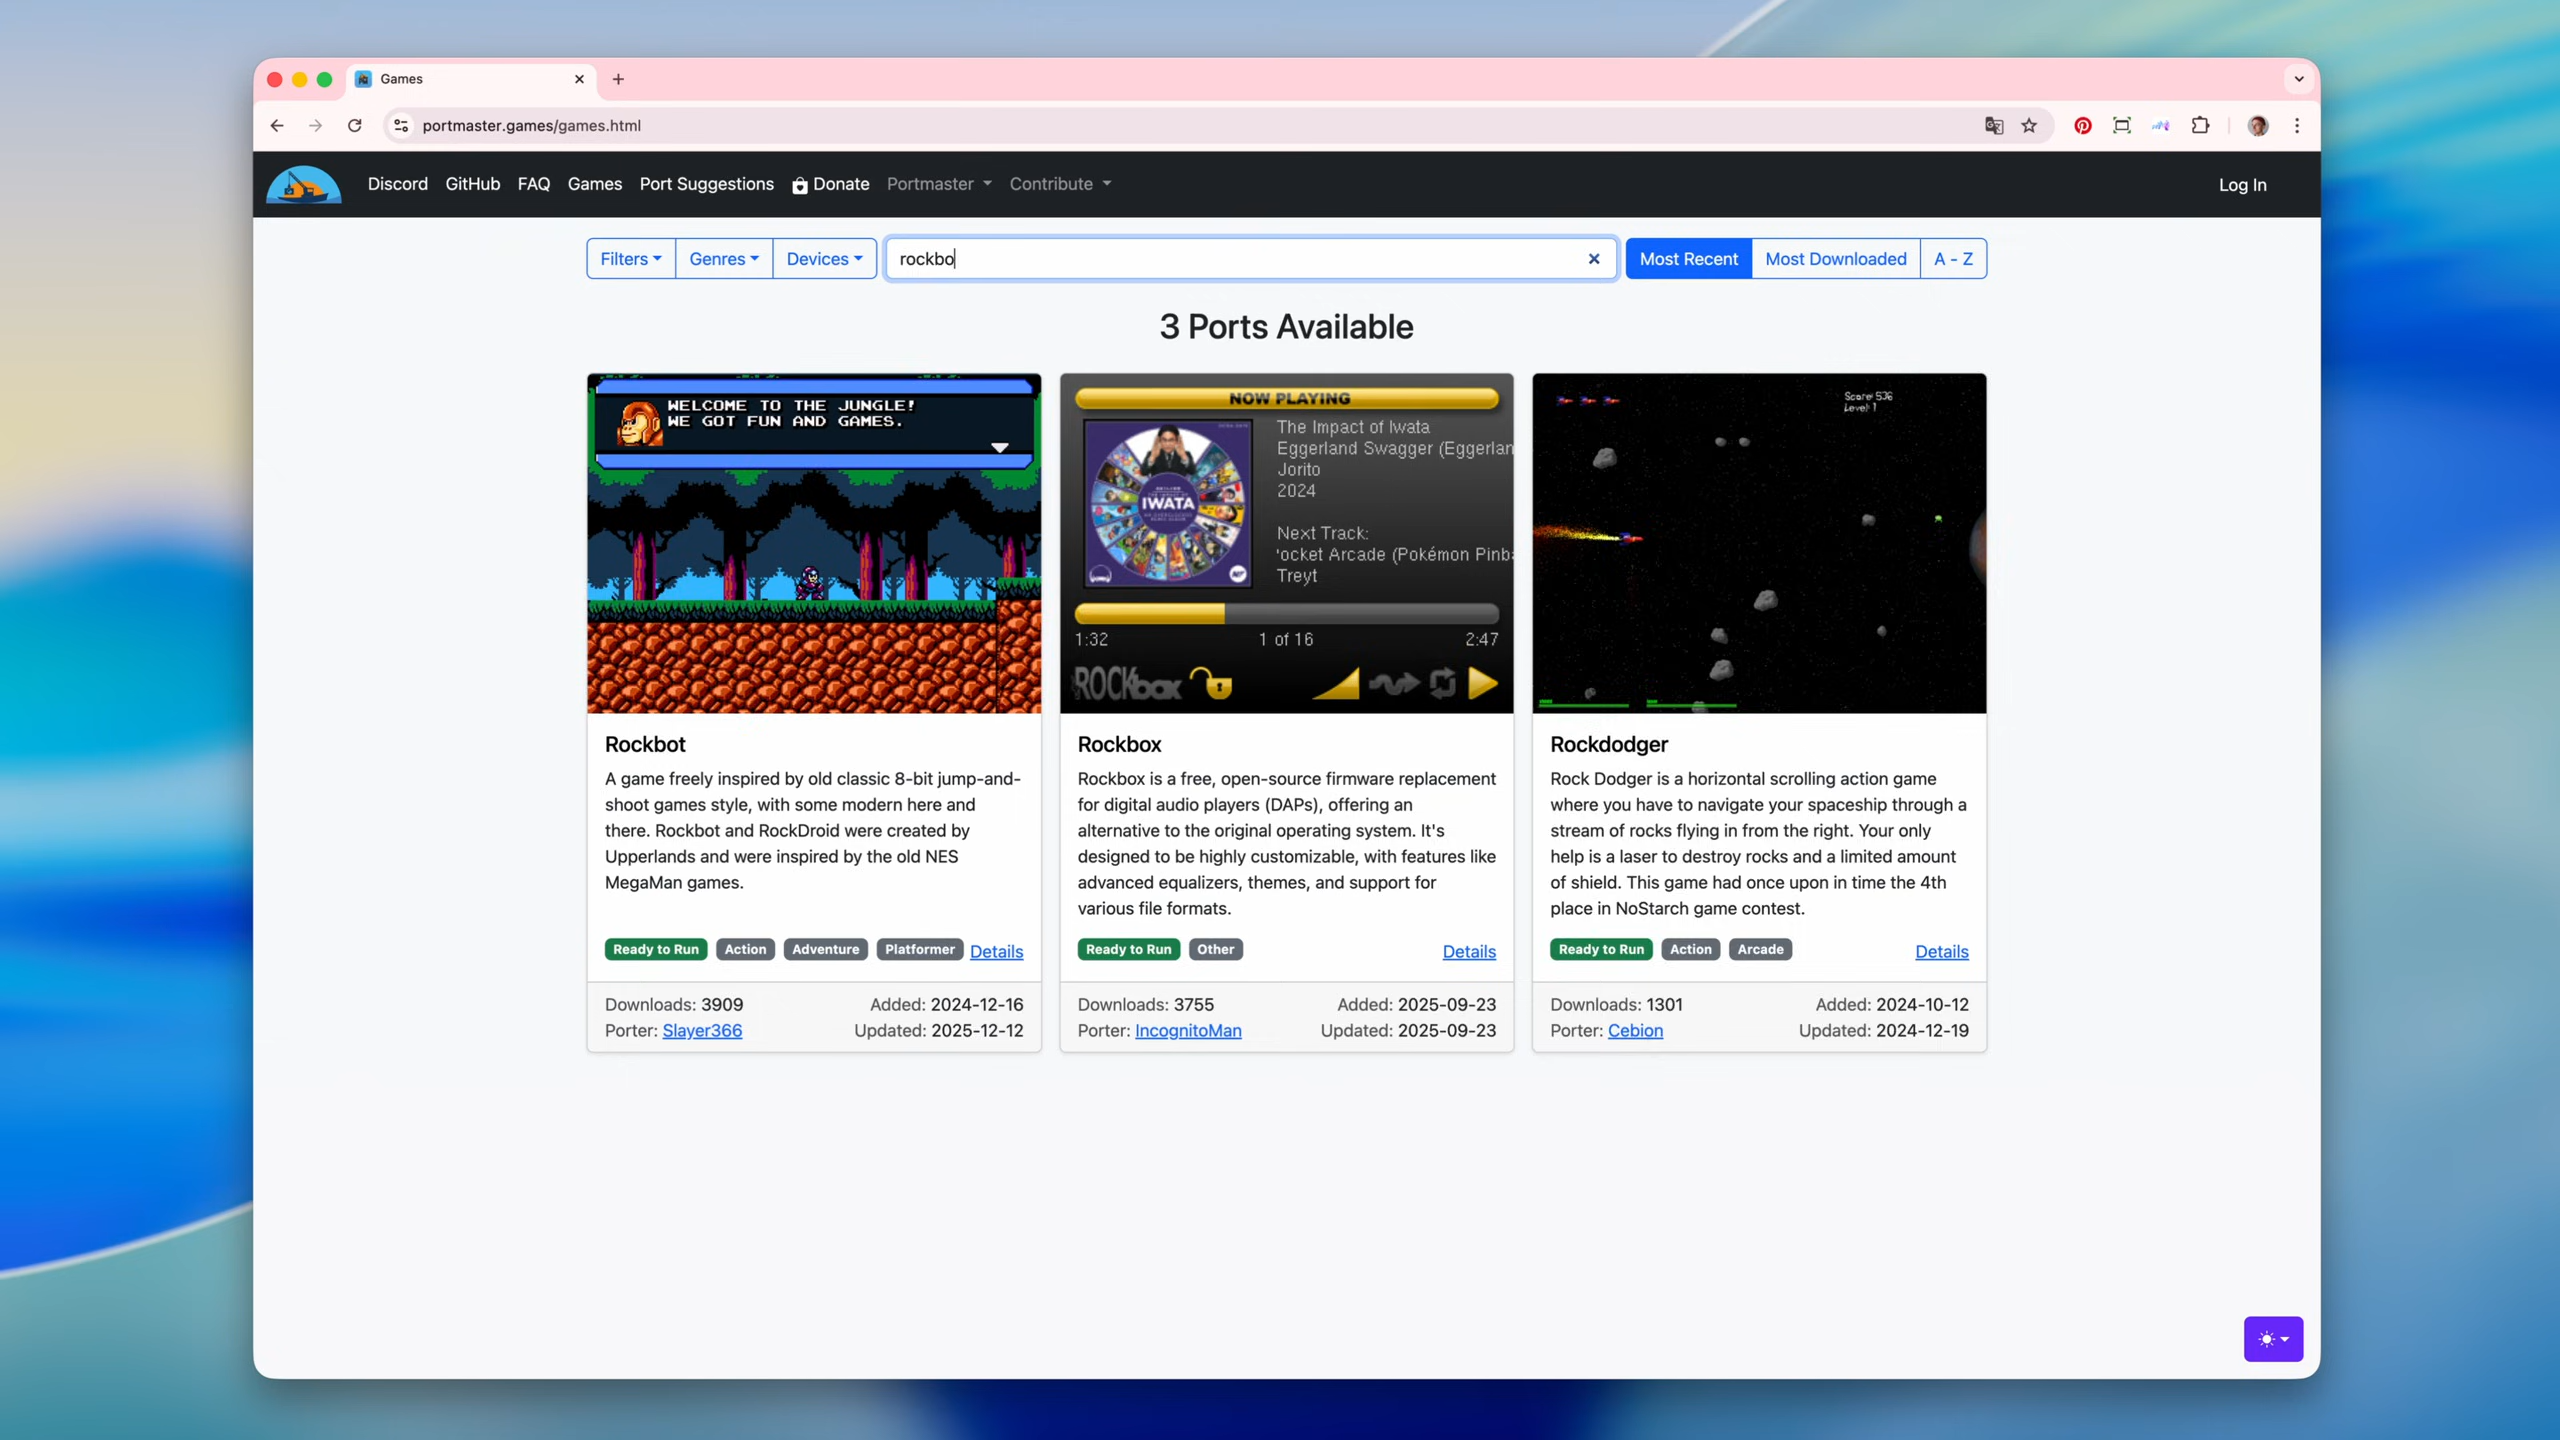 Games
portmaster.games/games.html
Discord GitHub FAQ Games Port Suggestions Donate Portmaster Contribute Log In
Filters Genres Devices rockbo Most Recent Most Downloaded A - Z
3 Ports Available
WELCOME TO THE JUNGLE!
WE GOT FUN AND GAMES.
NOW PLAYING
The Impact of Iwata
Eggerland Swagger (Eggerlan
Jorito
2024
IWATA
Next Track:
ocket Arcade (Pokémon Pinb
Treyt
1:32 1 of 16 2:47
ROCKbox
Score: 536
Level: 1
Rockbot
A game freely inspired by old classic 8-bit jump-and-
shoot games style, with some modern here and
there. Rockbot and RockDroid were created by
Upperlands and were inspired by the old NES
MegaMan games.
Ready to Run Action Adventure Platformer Details
Downloads: 3909 Added: 2024-12-16
Porter: Slayer366 Updated: 2025-12-12
Rockbox
Rockbox is a free, open-source firmware replacement
for digital audio players (DAPs), offering an
alternative to the original operating system. It's
designed to be highly customizable, with features like
advanced equalizers, themes, and support for
various file formats.
Ready to Run Other Details
Downloads: 3755 Added: 2025-09-23
Porter: IncognitoMan Updated: 2025-09-23
Rockdodger
Rock Dodger is a horizontal scrolling action game
where you have to navigate your spaceship through a
stream of rocks flying in from the right. Your only
help is a laser to destroy rocks and a limited amount
of shield. This game had once upon in time the 4th
place in NoStarch game contest.
Ready to Run Action Arcade Details
Downloads: 1301 Added: 2024-10-12
Porter: Cebion Updated: 2024-12-19